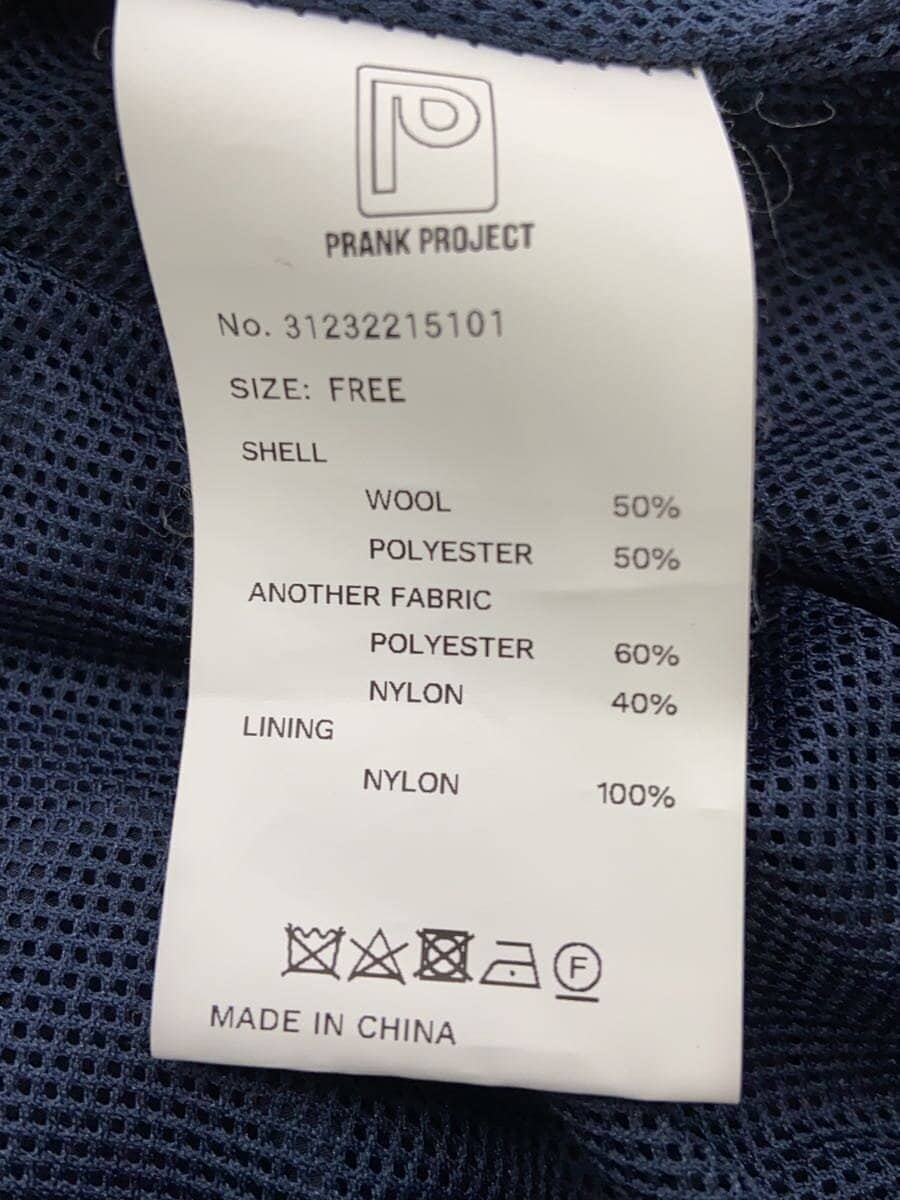 P
PRANK PROJECT
No. 31232215101
SIZE: FREE
SHELL
WOOL 50%
POLYESTER 50%
ANOTHER FABRIC
POLYESTER 60%
NYLON 40%
LINING
NYLON 100%
F
MADE IN CHINA